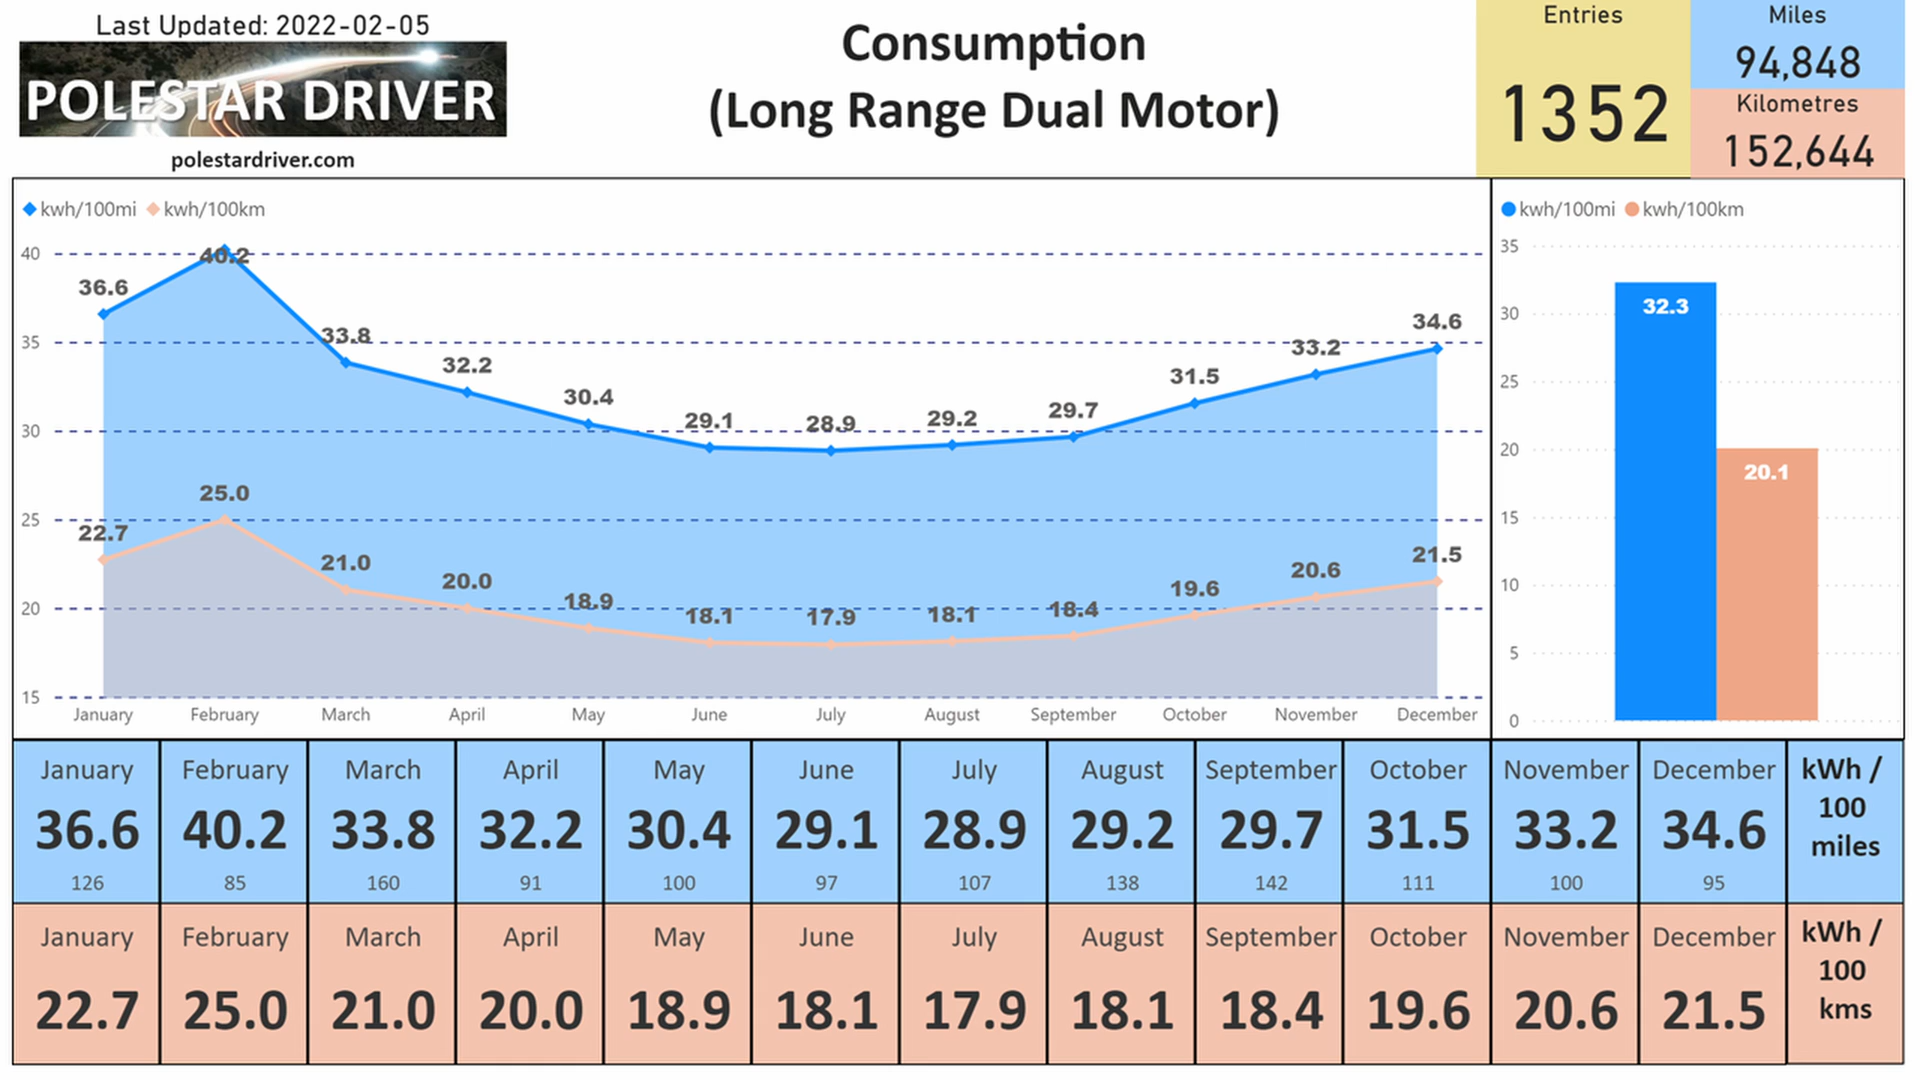 Last Updated: 2022-02-05
POLESTAR DRIVER
polestardriver.com
Consumption
(Long Range Dual Motor)
Entries
1352
Miles
94,848
Kilometres
152,644
kwh/100mi kwh/100km
40
35
30
25
20
15
36.6
40.2
33.8
32.2
30.4
29.1
28.9
29.2
29.7
31.5
33.2
34.6
22.7
25.0
21.0
20.0
18.9
18.1
17.9
18.1
18.4
19.6
20.6
21.5
January February March April May June July August September October November December
kwh/100mi kwh/100km
35
30
25
20
15
10
5
0
32.3
20.1
January February March April May June July August September October November December
36.6 40.2 33.8 32.2 30.4 29.1 28.9 29.2 29.7 31.5 33.2 34.6
126 85 160 91 100 97 107 138 142 111 100 95
kWh /
100
miles
January February March April May June July August September October November December
22.7 25.0 21.0 20.0 18.9 18.1 17.9 18.1 18.4 19.6 20.6 21.5
kWh /
100
kms